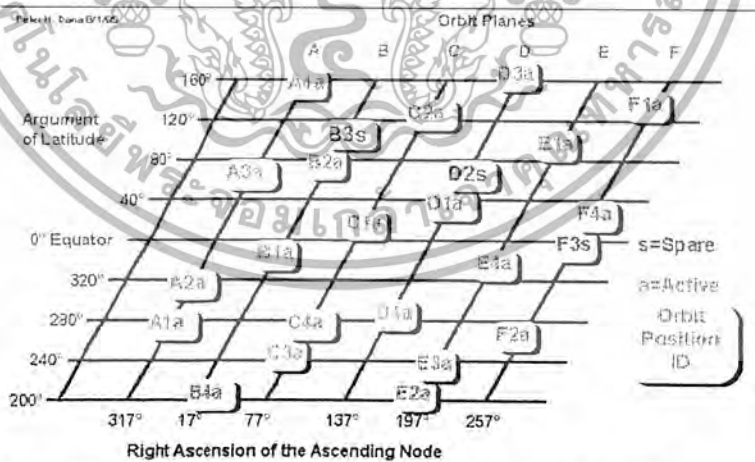 Peter H. Dana 8/1/95
Orbit Planes
A B C D E F
160°
A1a
D3a
Argument
of Latitude
120°
C2a
F1a
B3s
E1a
80°
A3a
B2a
D2s
40°
D1a
F4a
0° Equator
F3s
s=Spare
B1a
E4a
320°
A2a
a=Active
280°
A1a
C4a
D4a
F2a
Orbit
Position
ID
240°
C3a
E3a
200°
B4a
E2a
317° 17° 77° 137° 197° 257°
Right Ascension of the Ascending Node